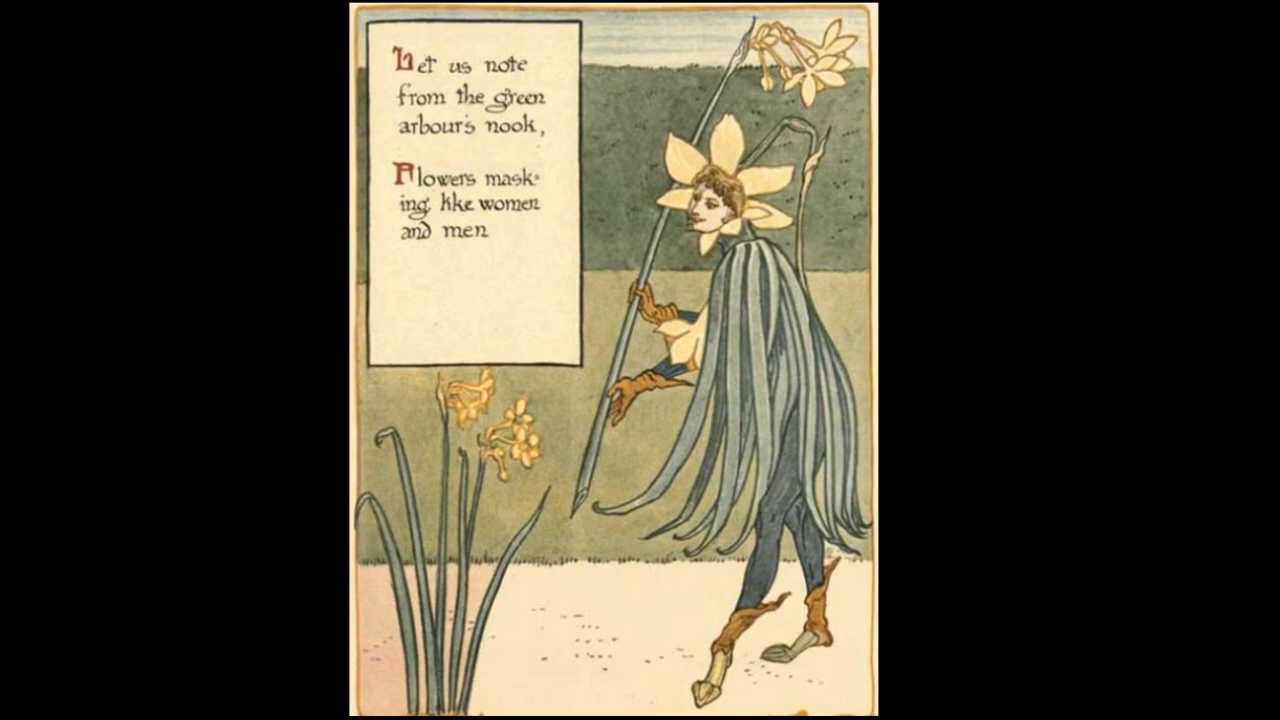 Let us note
from the green
arbour's nook,
Flowers mask=
ing like women
and men